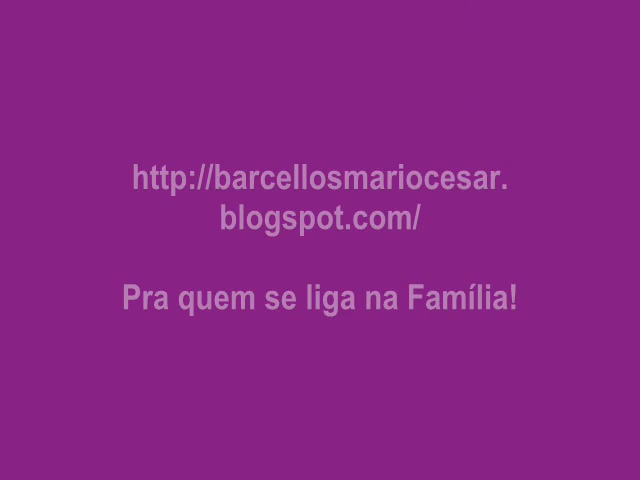 http://barcellosmariocesar.
blogspot.com/
Pra quem se liga na Família!